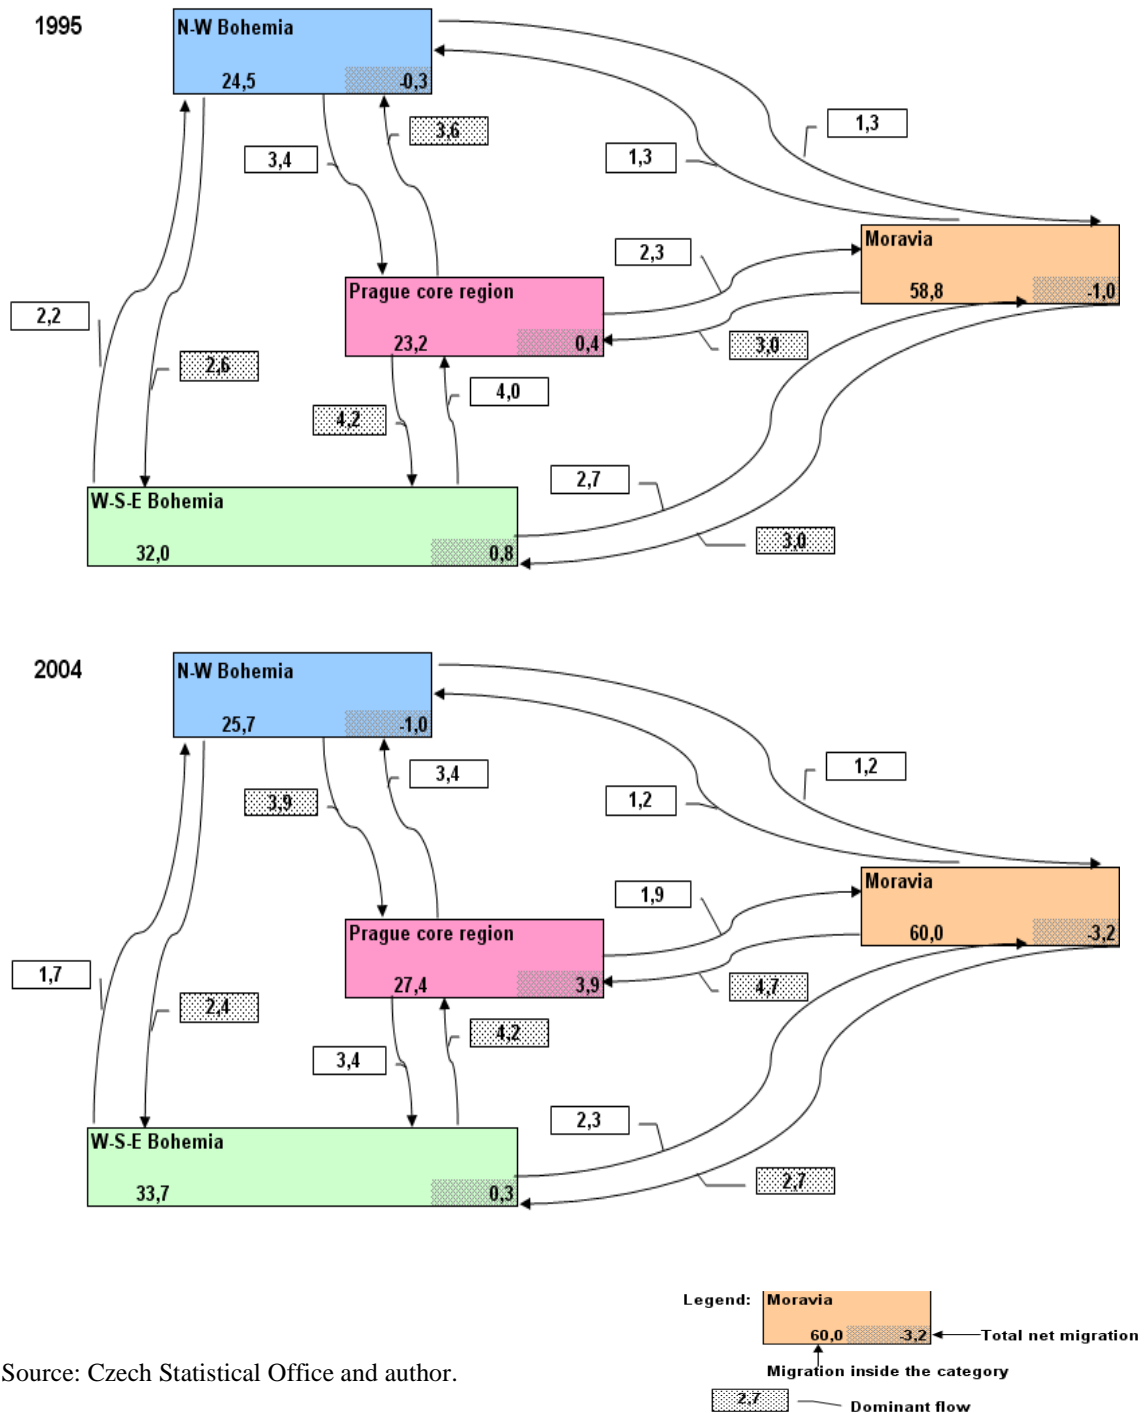 1995
N-W Bohemia
24,5 -0,3
3,6
1,3
3,4
1,3
Moravia
58,8 -1,0
2,3
Prague core region
23,2 0,4
2,2
3,0
2,6
4,0
4,2
2,7
W-S-E Bohemia
32,0 0,8
3,0
2004
N-W Bohemia
25,7 -1,0
3,4
1,2
3,9
1,2
Moravia
60,0 -3,2
1,9
Prague core region
27,4 3,9
1,7
4,7
2,4
4,2
3,4
2,3
W-S-E Bohemia
33,7 0,3
2,7
Legend:
Moravia
60,0 -3,2
Total net migration
Migration inside the category
2,7
Dominant flow
Source: Czech Statistical Office and author.